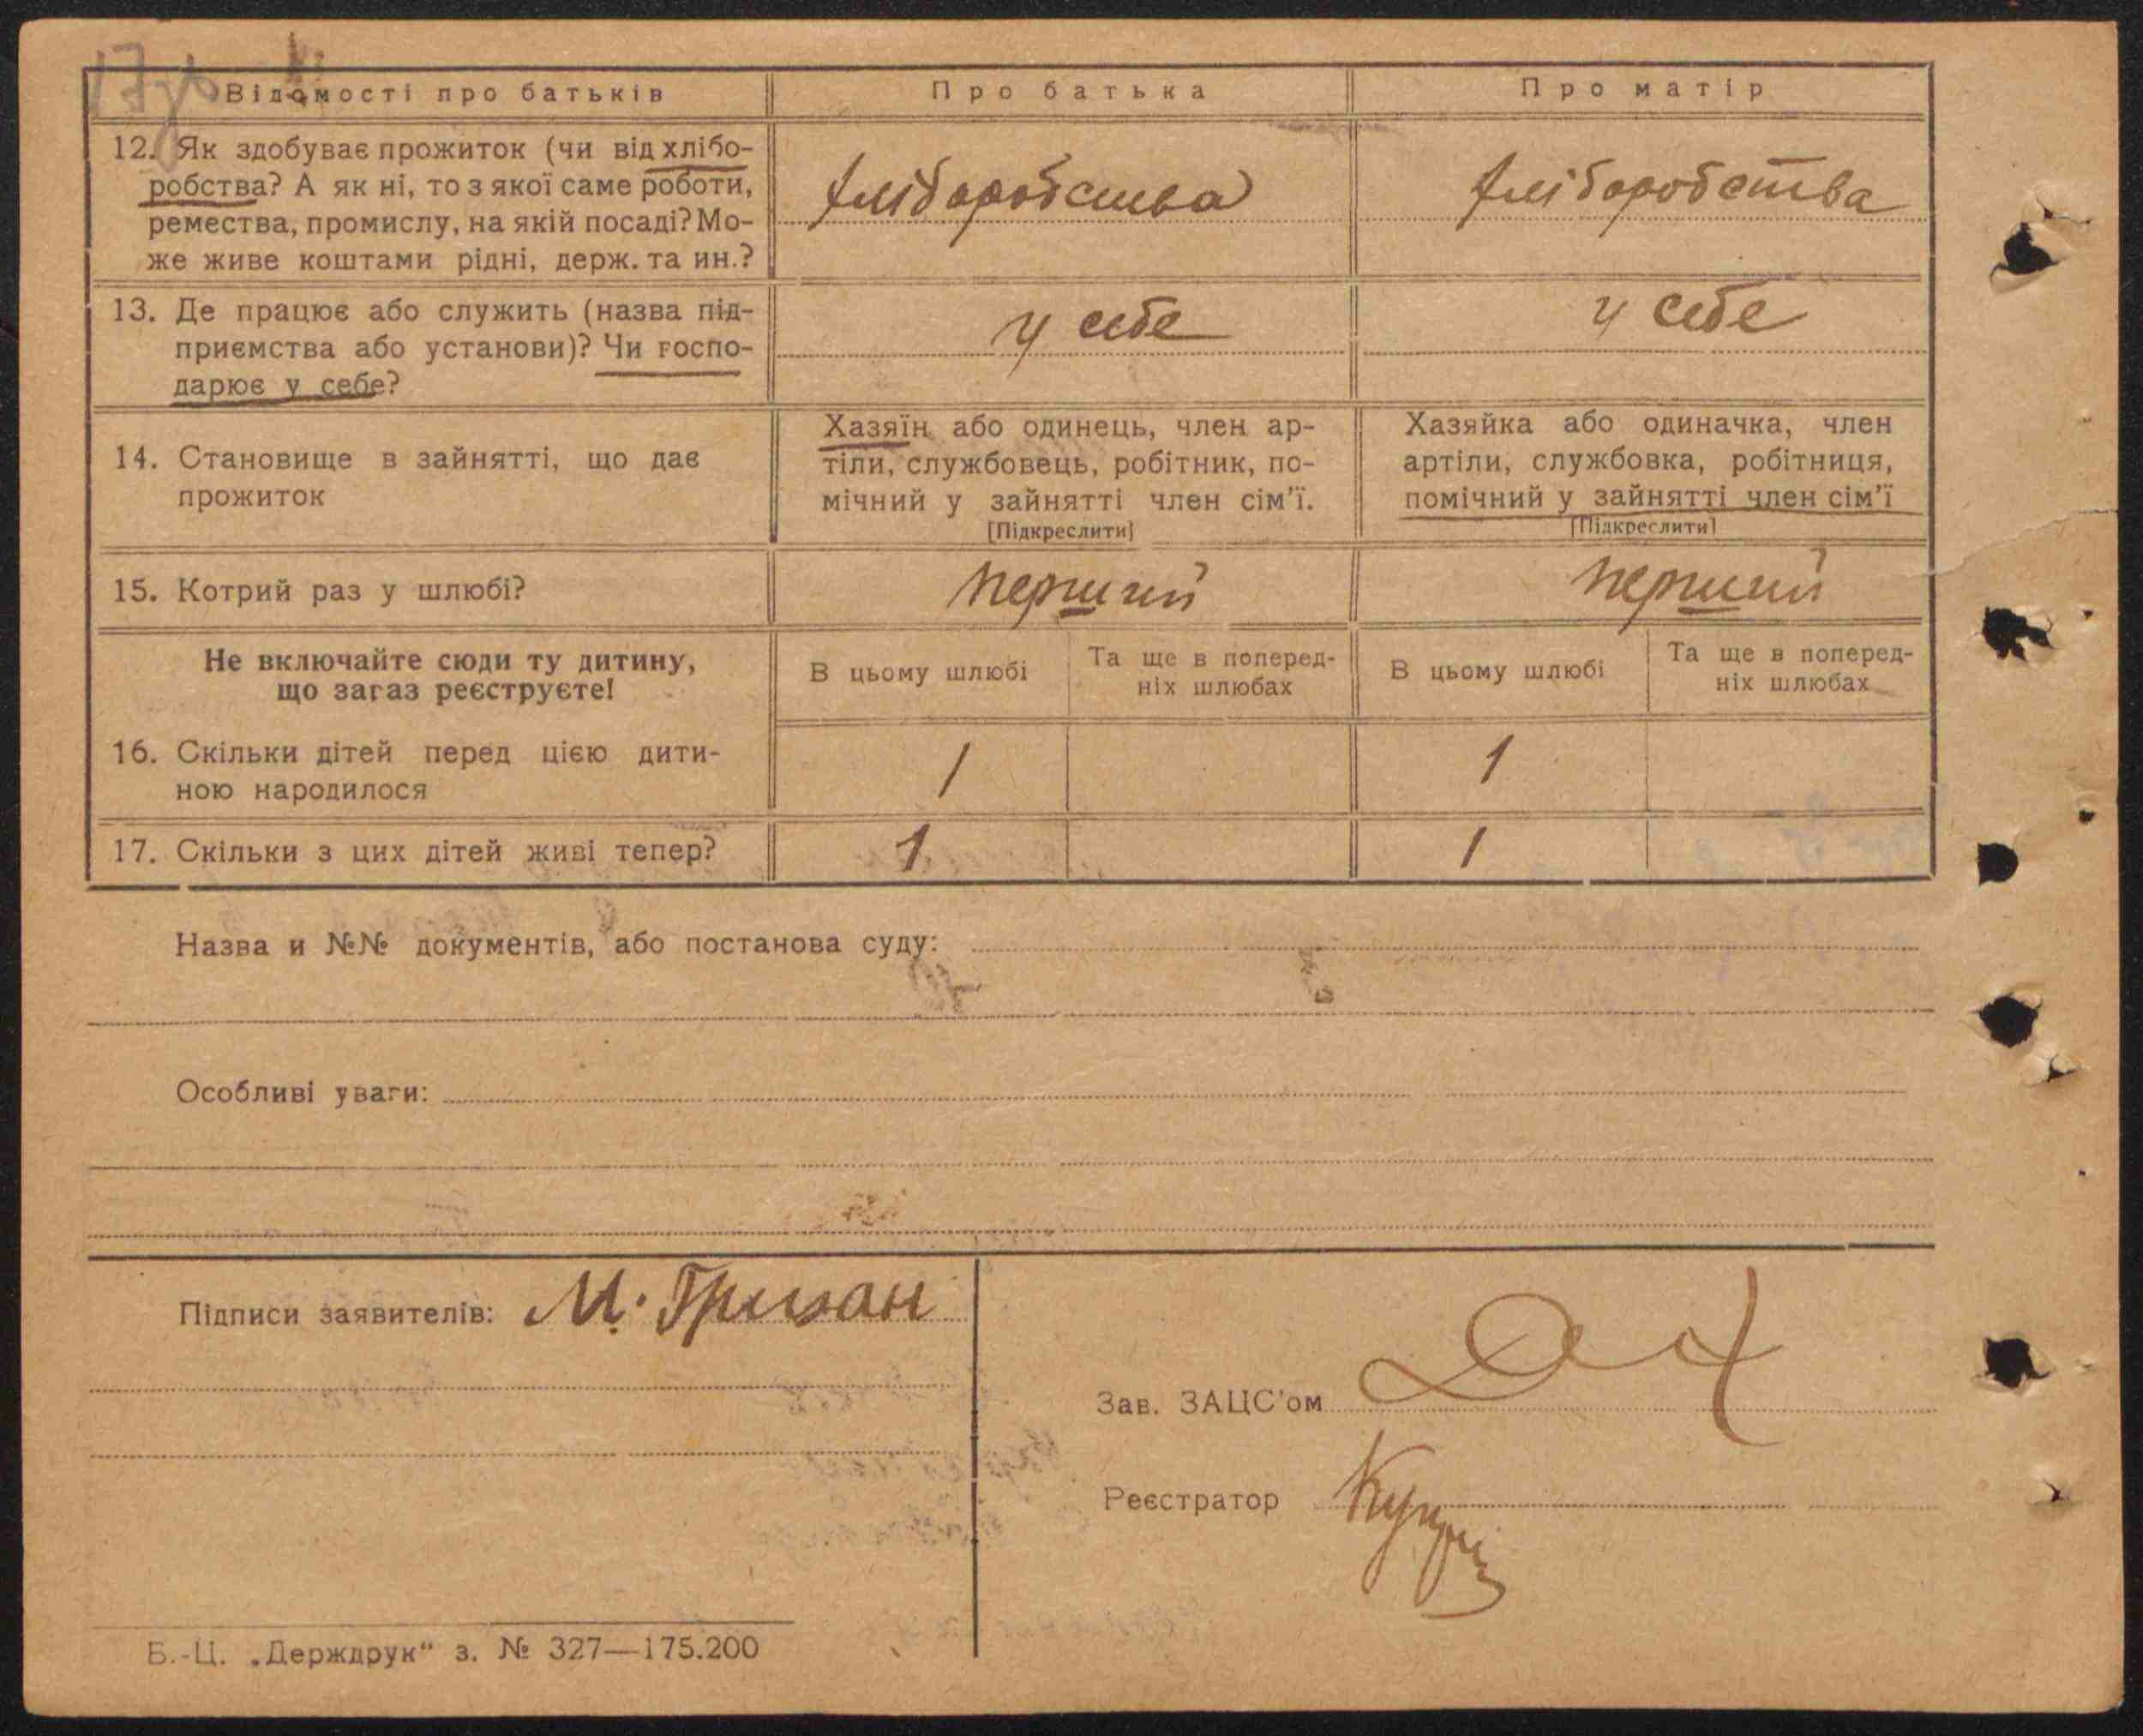 Відомості про батьків
Про батька
Про матір
12. Як здобуває прожиток (чи від хлібо-
робства? А як ні, то з якої саме роботи,
ремества, промислу, на якій посаді? Мо-
же живе коштами рідні, держ. та ин.?
хліборобства
хліборобства
13. Де працює або служить (назва під-
приємства або установи)? Чи госпо-
дарює у себе?
у себе
у себе
14. Становище в зайнятті, що дає
прожиток
Хазяїн або одинець, член ар-
тіли, службовець, робітник, по-
мічний у зайнятті член сім'ї.
[Підкреслити]
Хазяйка або одиначка, член
артіли, службовка, робітниця,
помічний у зайнятті член сім'ї
[Підкреслити]
15. Котрий раз у шлюбі?
перший
перший
Не включайте сюди ту дитину,
що загаз реєструєте!
В цьому шлюбі
Та ще в поперед-
ніх шлюбах
В цьому шлюбі
Та ще в поперед-
ніх шлюбах
16. Скільки дітей перед цією дити-
ною народилося
1
1
17. Скільки з цих дітей живі тепер?
1
1
Назва и №№ документів, або постанова суду:
Особливі уваги:
Підписи заявителів: М.
Зав. ЗАЦС'ом
Реєстратор
Б.-Ц. „Держдрук" з. № 327—175.200